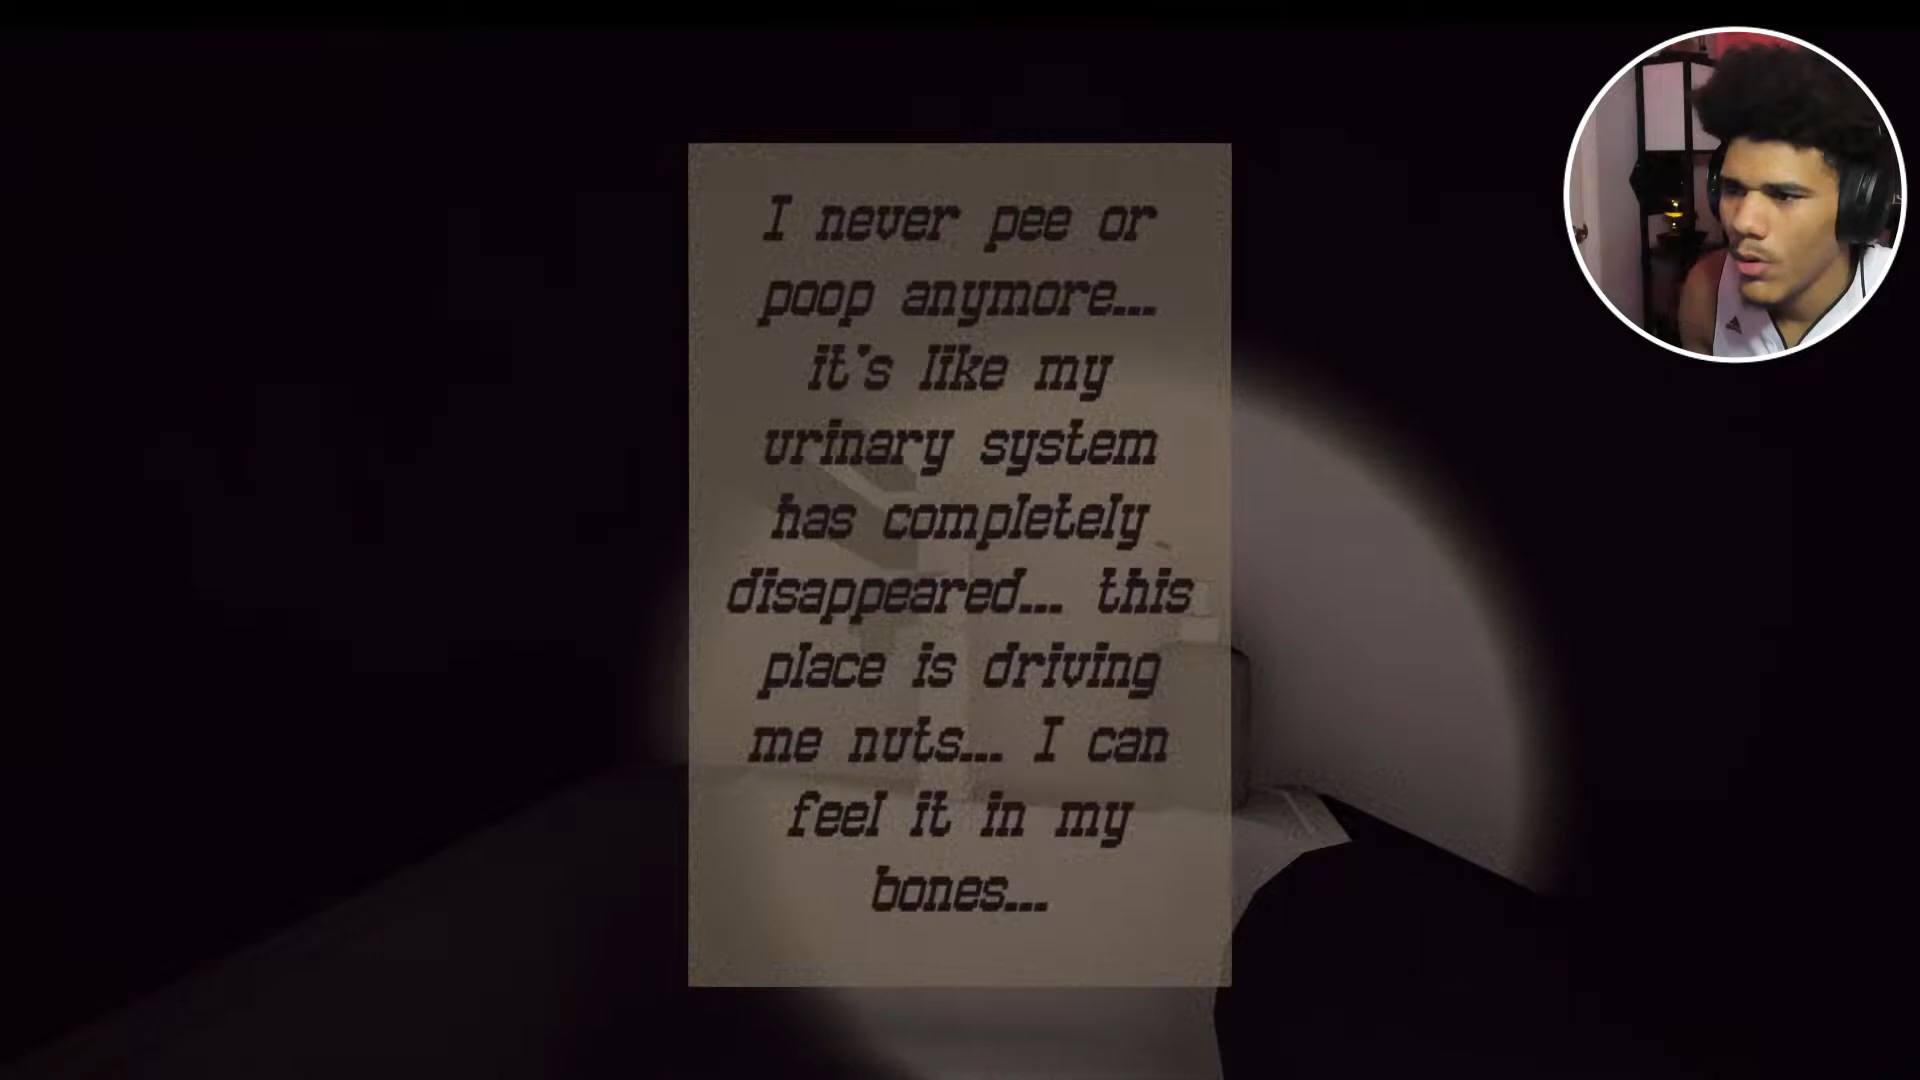 I never pee or
poop anymore...
it's like my
urinary system
has completely
disappeared... this
place is driving
me nuts... I can
feel it in my
bones...